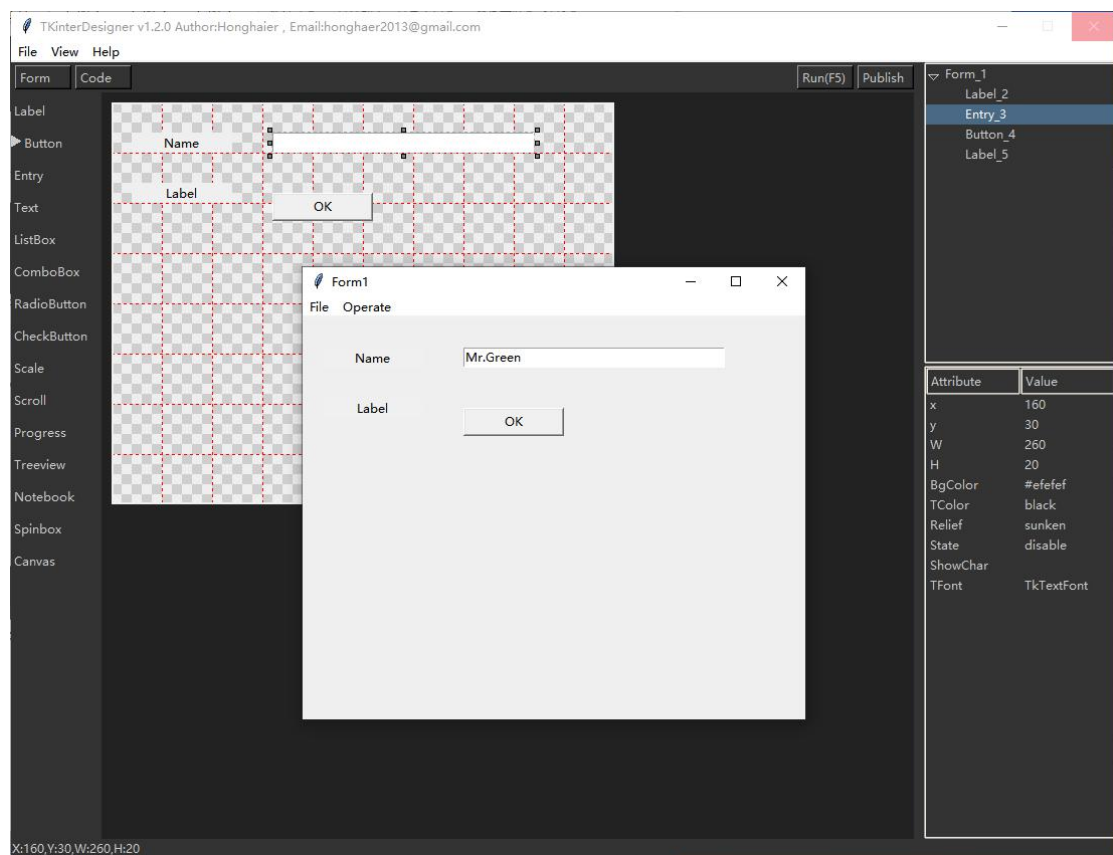 TKinterDesigner v1.2.0 Author:Honghaier , Email:honghaer2013@gmail.com
File View Help
Form Code Run(F5) Publish
Label
Button
Entry
Text
ListBox
ComboBox
RadioButton
CheckButton
Scale
Scroll
Progress
Treeview
Notebook
Spinbox
Canvas
Name
Label
OK
Form1
File Operate
Name Mr.Green
Label
OK
Form_1
Label_2
Entry_3
Button_4
Label_5
Attribute Value
x 160
y 30
W 260
H 20
BgColor #efefef
TColor black
Relief sunken
State disable
ShowChar
TFont TkTextFont
X:160,Y:30,W:260,H:20